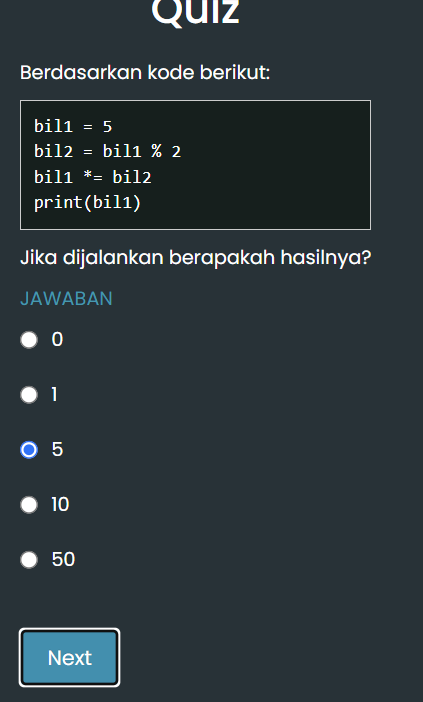 Quiz
Berdasarkan kode berikut:
bil1 = 5
bil2 = bil1 % 2
bil1 *= bil2
print(bil1)
Jika dijalankan berapakah hasilnya?
JAWABAN
0
1
5
10
50
Next